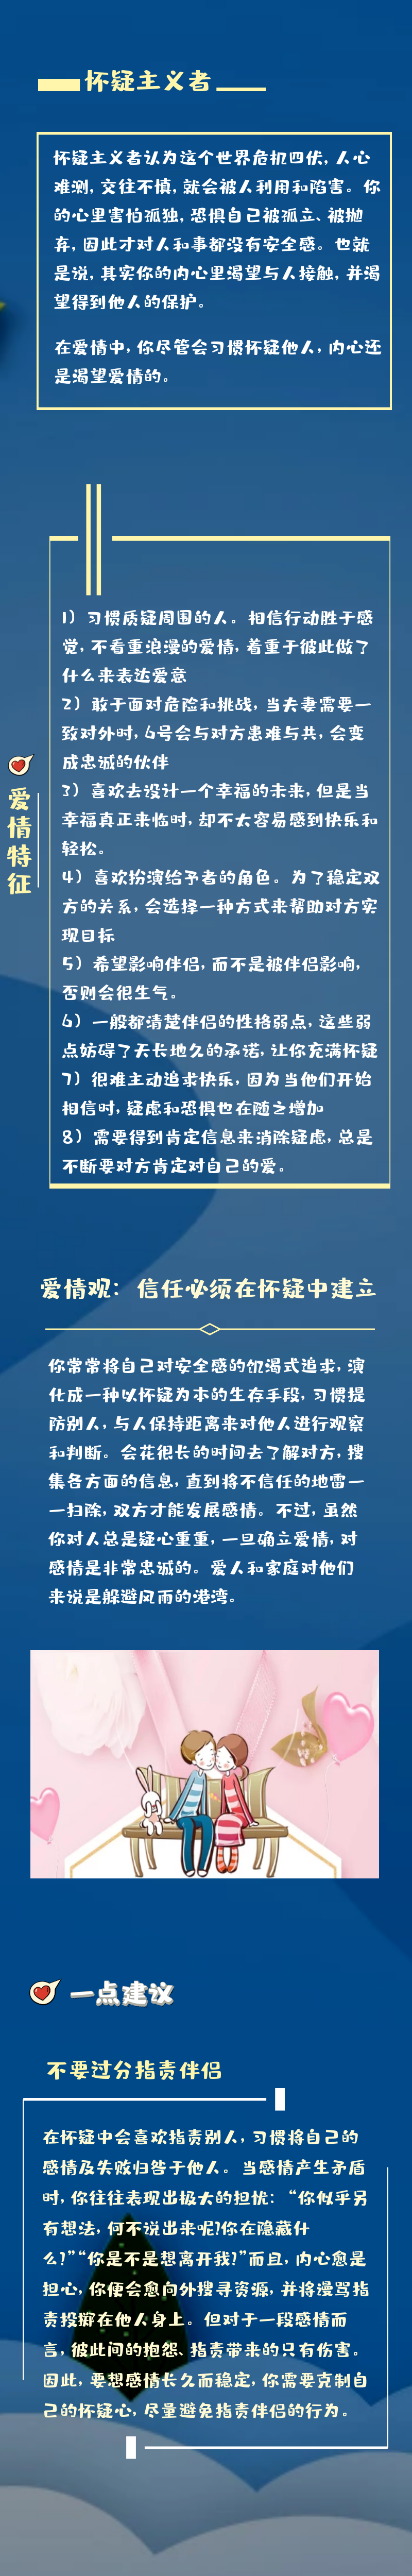 怀疑主义者
怀疑主义者认为这个世界危机四伏,人心
难测,交往不慎,就会被人利用和陷害。你
的心里害怕孤独,恐惧自己被孤立、被抛
弃,因此才对人和事都没有安全感。也就
是说,其实你的内心里渴望与人接触,并渴
望得到他人的保护。
在爱情中,你尽管会习惯怀疑他人,内心还
是渴望爱情的。
爱情特征
1)习惯质疑周围的人。相信行动胜于感
觉,不看重浪漫的爱情,着重于彼此做了
什么来表达爱意
2)敢于面对危险和挑战,当夫妻需要一
致对外时,6号会与对方患难与共,会变
成忠诚的伙伴
3)喜欢去设计一个幸福的未来,但是当
幸福真正来临时,却不太容易感到快乐和
轻松。
4)喜欢扮演给予者的角色。为了稳定双
方的关系,会选择一种方式来帮助对方实
现目标
5)希望影响伴侣,而不是被伴侣影响,
否则会很生气。
6)一般都清楚伴侣的性格弱点,这些弱
点妨碍了天长地久的承诺,让你充满怀疑
7)很难主动追求快乐,因为当他们开始
相信时,疑虑和恐惧也在随之增加
8)需要得到肯定信息来消除疑虑,总是
不断要对方肯定对自己的爱。
爱情观:信任必须在怀疑中建立
你常常将自己对安全感的饥渴式追求,演
化成一种以怀疑为本的生存手段,习惯提
防别人,与人保持距离来对他人进行观察
和判断。会花很长的时间去了解对方,搜
集各方面的信息,直到将不信任的地雷一
一扫除,双方才能发展感情。不过,虽然
你对人总是疑心重重,一旦确立爱情,对
感情是非常忠诚的。爱人和家庭对他们
来说是躲避风雨的港湾。
一点建议
不要过分指责伴侣
在怀疑中会喜欢指责别人,习惯将自己的
感情及失败归咎于他人。当感情产生矛盾
时,你往往表现出极大的担忧:“你似乎另
有想法,何不说出来呢?你在隐藏什
么?”“你是不是想离开我?”而且,内心愈是
担心,你便会愈向外搜寻资源,并将漫骂指
责投掷在他人身上。但对于一段感情而
言,彼此间的抱怨、指责带来的只有伤害。
因此,要想感情长久而稳定,你需要克制自
己的怀疑心,尽量避免指责伴侣的行为。